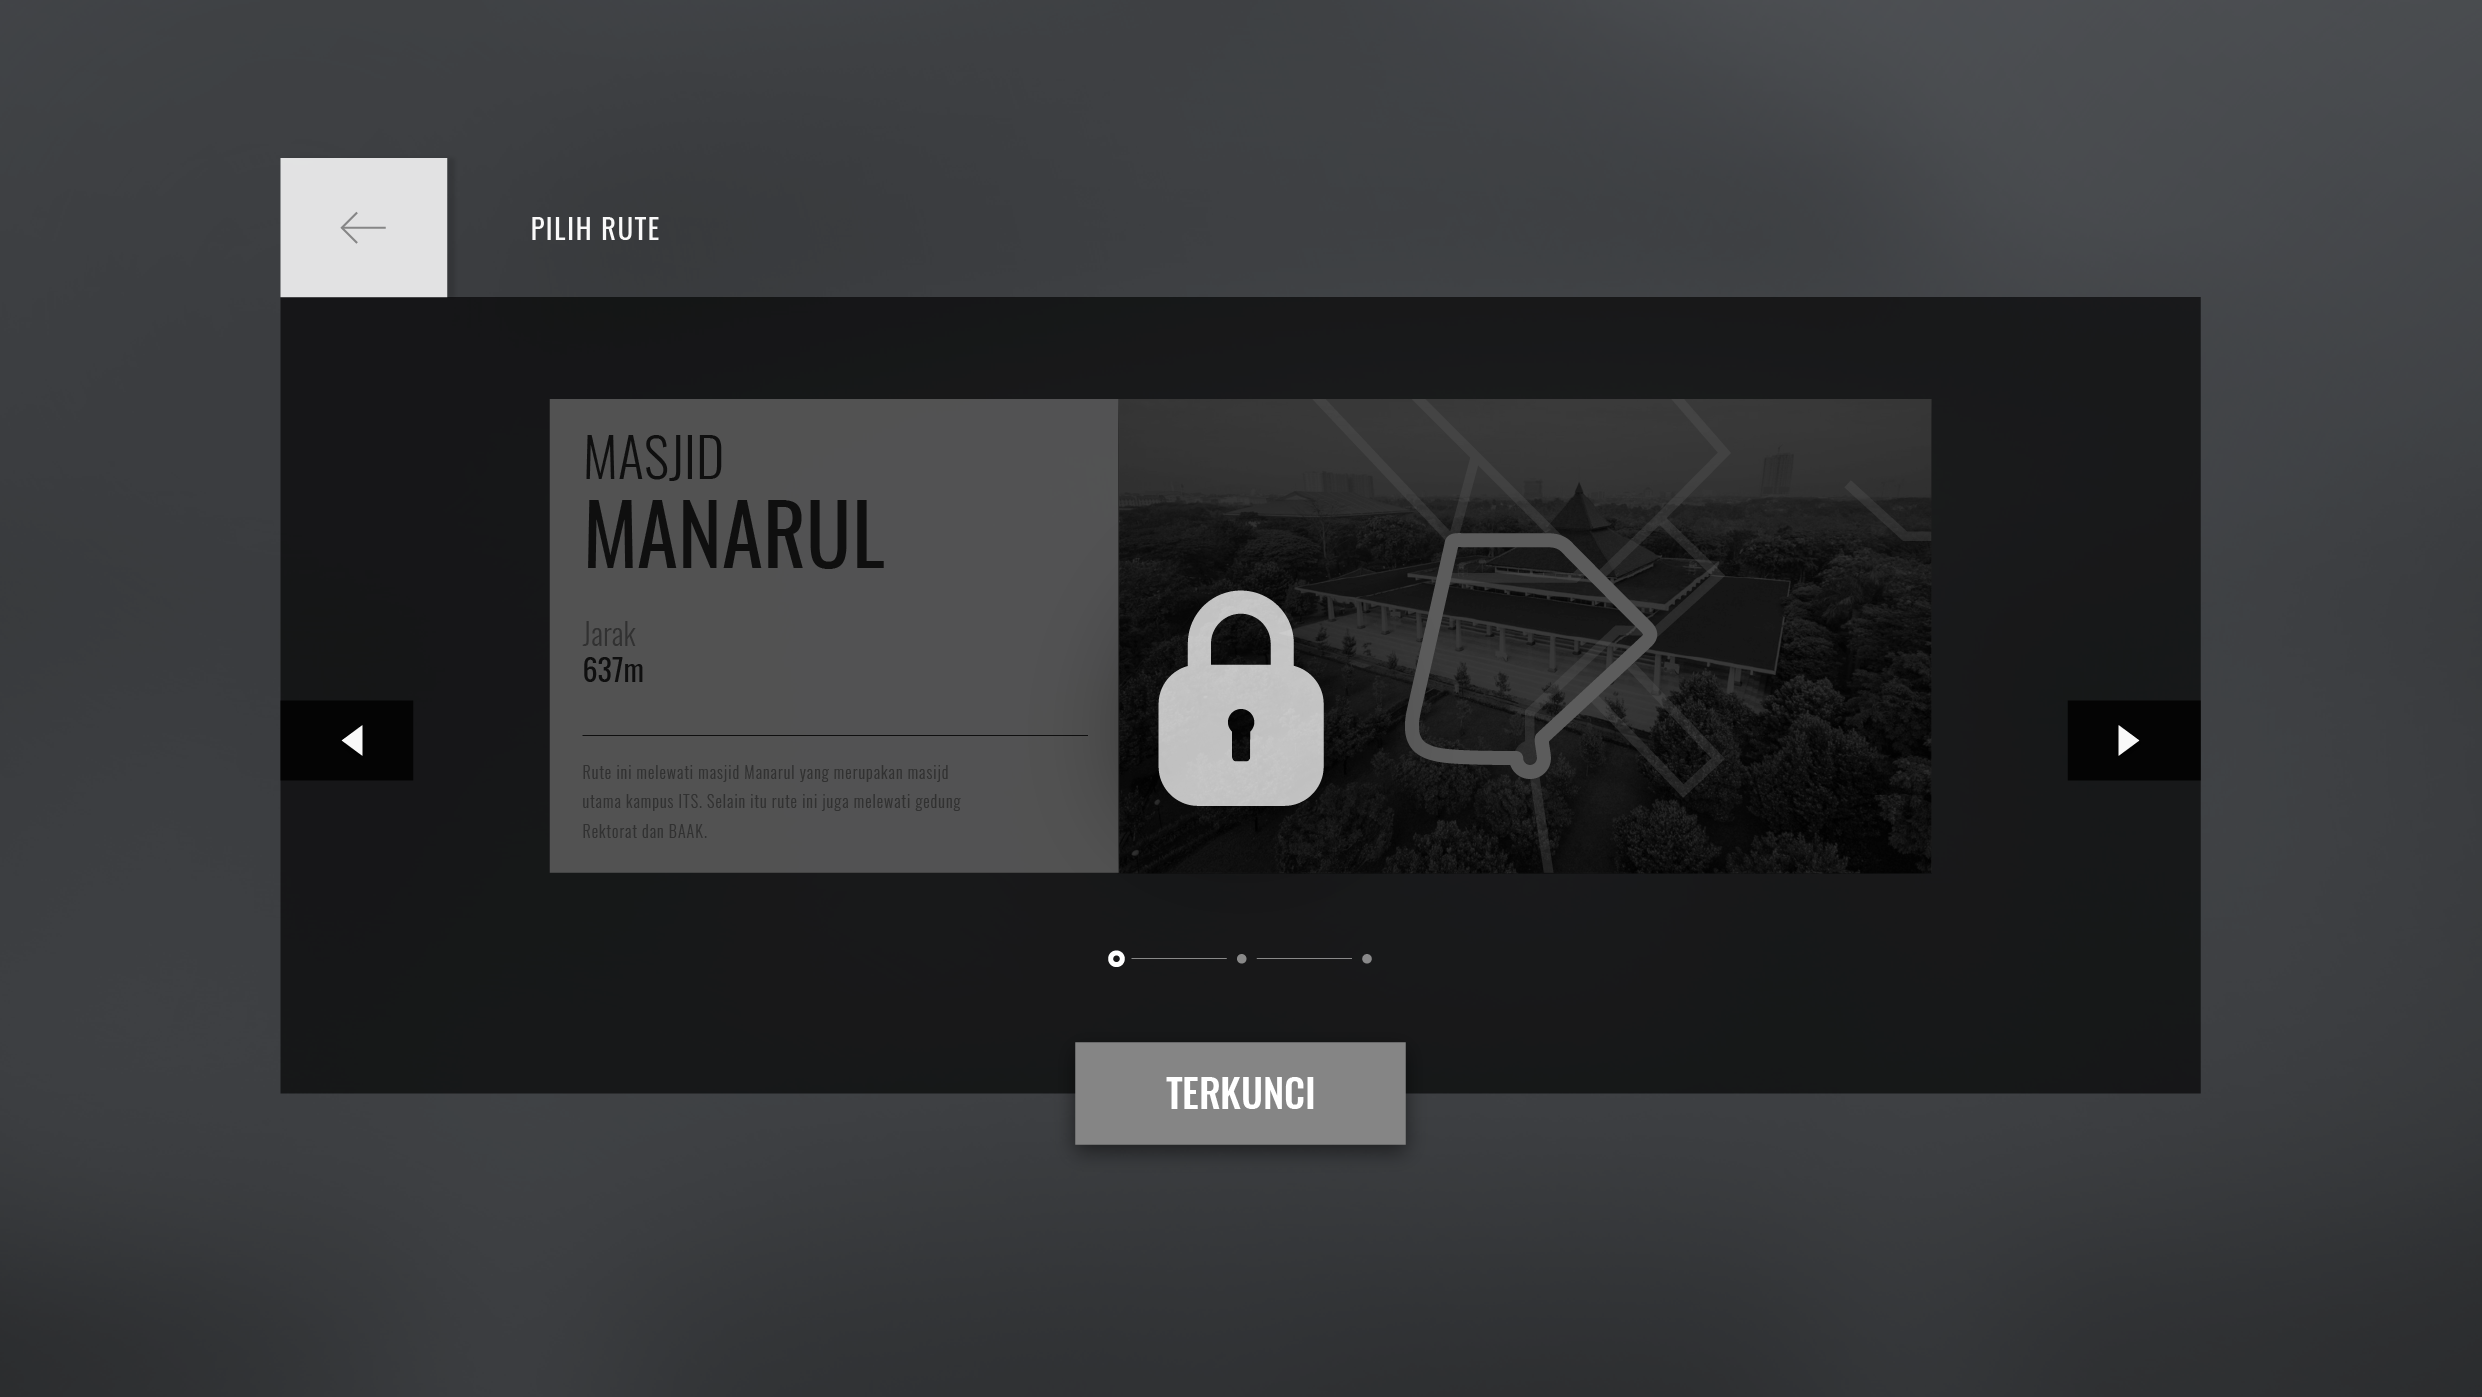 PILIH RUTE
MASJID
MANARUL
Jarak
637m
Rute ini melewati masjid Manarul yang merupakan masijd
utama kampus ITS. Selain itu rute ini juga melewati gedung
Rektorat dan BAAK.
TERKUNCI